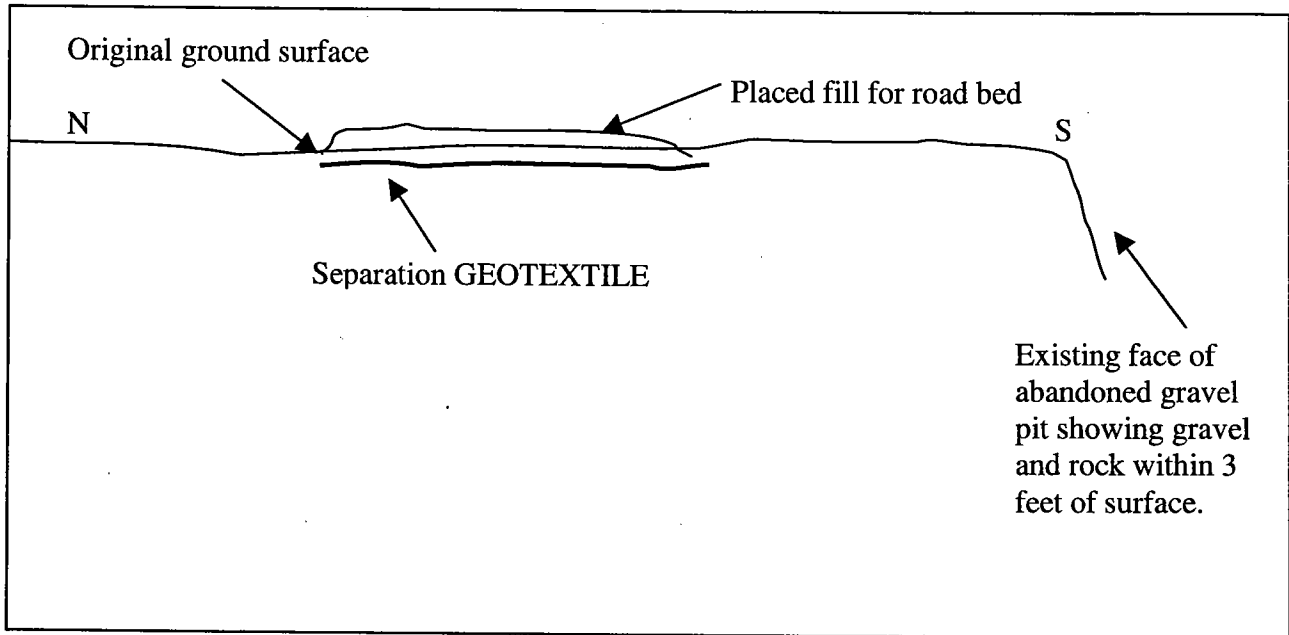 Original ground surface
Placed fill for road bed
N
S
Separation GEOTEXTILE
Existing face of
abandoned gravel
pit showing gravel
and rock within 3
feet of surface.